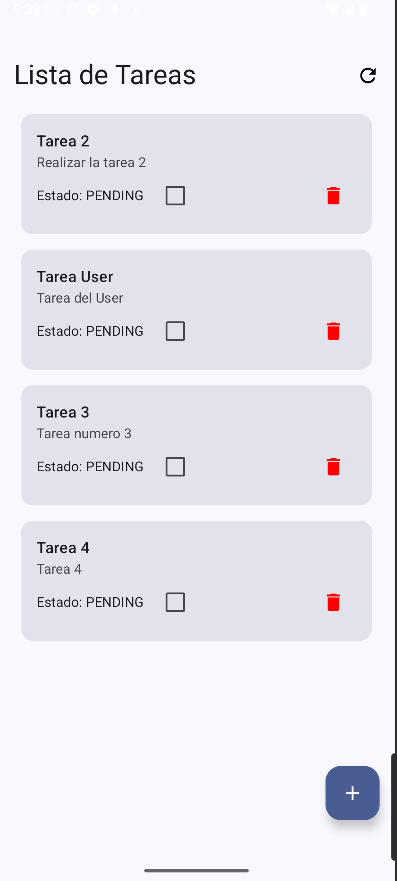 Lista de Tareas
Tarea 2
Realizar la tarea 2
Estado: PENDING
Tarea User
Tarea del User
Estado: PENDING
Tarea 3
Tarea numero 3
Estado: PENDING
Tarea 4
Tarea 4
Estado: PENDING